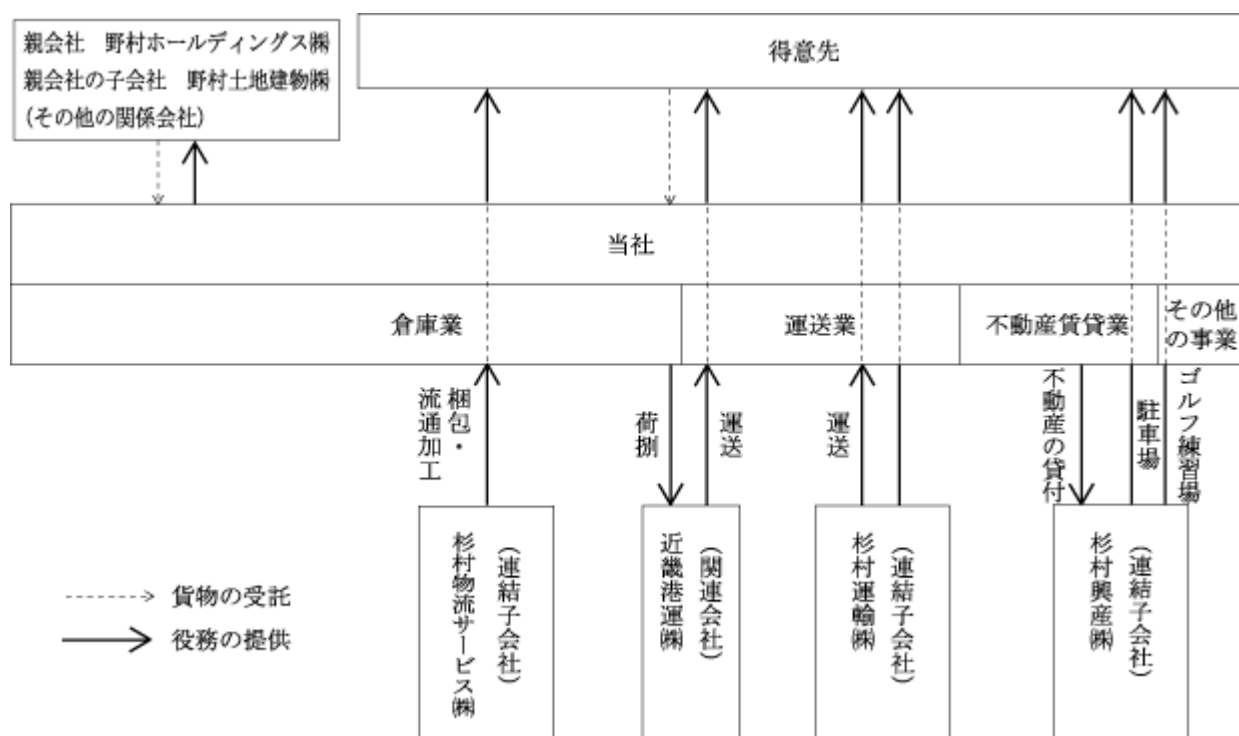 親会社　野村ホールディングス㈱
親会社の子会社　野村土地建物㈱
(その他の関係会社)
得意先
当社
倉庫業
運送業
不動産賃貸業
その他
の事業
梱包・
流通加工
荷捌
運送
運送
不動産の貸付
駐車場
ゴルフ練習場
(連結子会社)
杉村物流サービス㈱
(関連会社)
近畿港運㈱
(連結子会社)
杉村運輸㈱
(連結子会社)
杉村興産㈱
貨物の受託
役務の提供